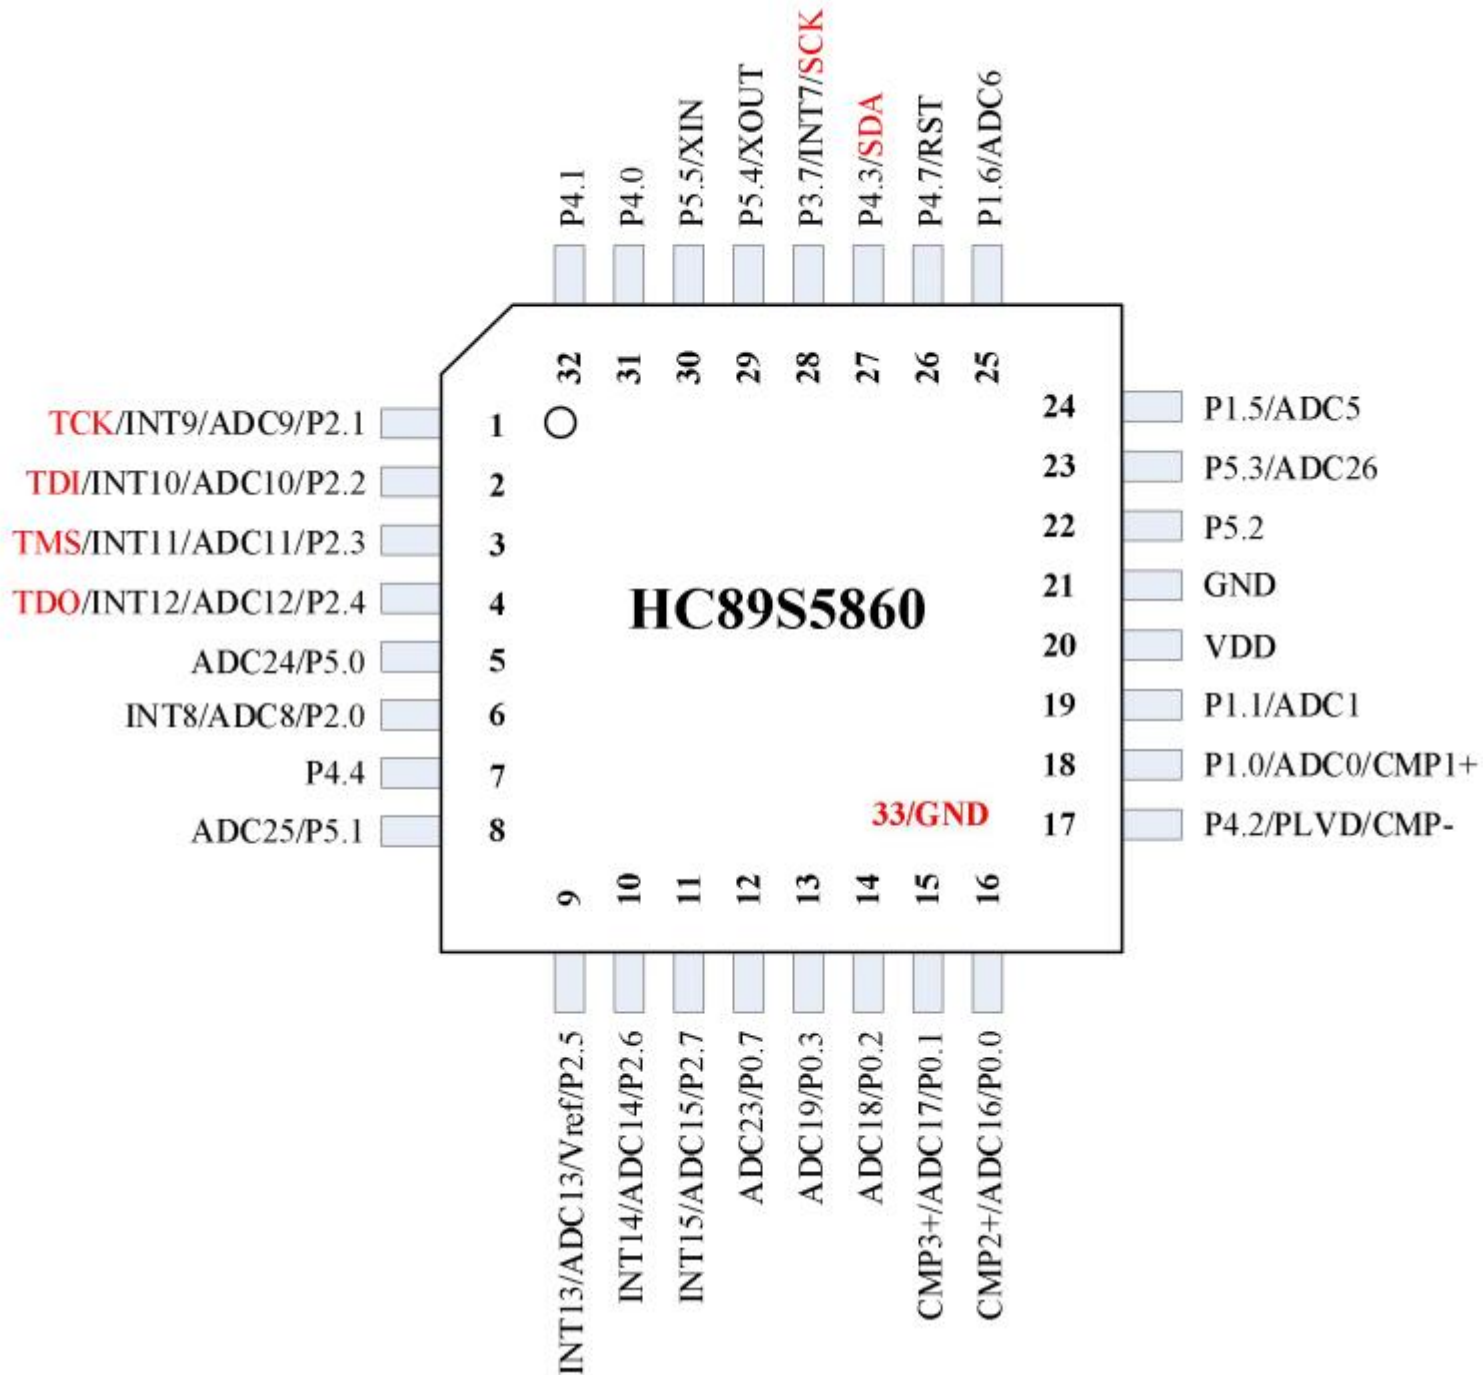 P4.1
P4.0
P5.5/XIN
P5.4/XOUT
P3.7/INT7/SCK
P4.3/SDA
P4.7/RST
P1.6/ADC6
32
31
30
29
28
27
26
25
TCK/INT9/ADC9/P2.1
1
TDI/INT10/ADC10/P2.2
2
TMS/INT11/ADC11/P2.3
3
TDO/INT12/ADC12/P2.4
4
ADC24/P5.0
5
INT8/ADC8/P2.0
6
P4.4
7
ADC25/P5.1
8
HC89S5860
24
P1.5/ADC5
23
P5.3/ADC26
22
P5.2
21
GND
20
VDD
19
P1.1/ADC1
18
P1.0/ADC0/CMP1+
17
P4.2/PLVD/CMP-
33/GND
9
10
11
12
13
14
15
16
INT13/ADC13/Vref/P2.5
INT14/ADC14/P2.6
INT15/ADC15/P2.7
ADC23/P0.7
ADC19/P0.3
ADC18/P0.2
CMP3+/ADC17/P0.1
CMP2+/ADC16/P0.0